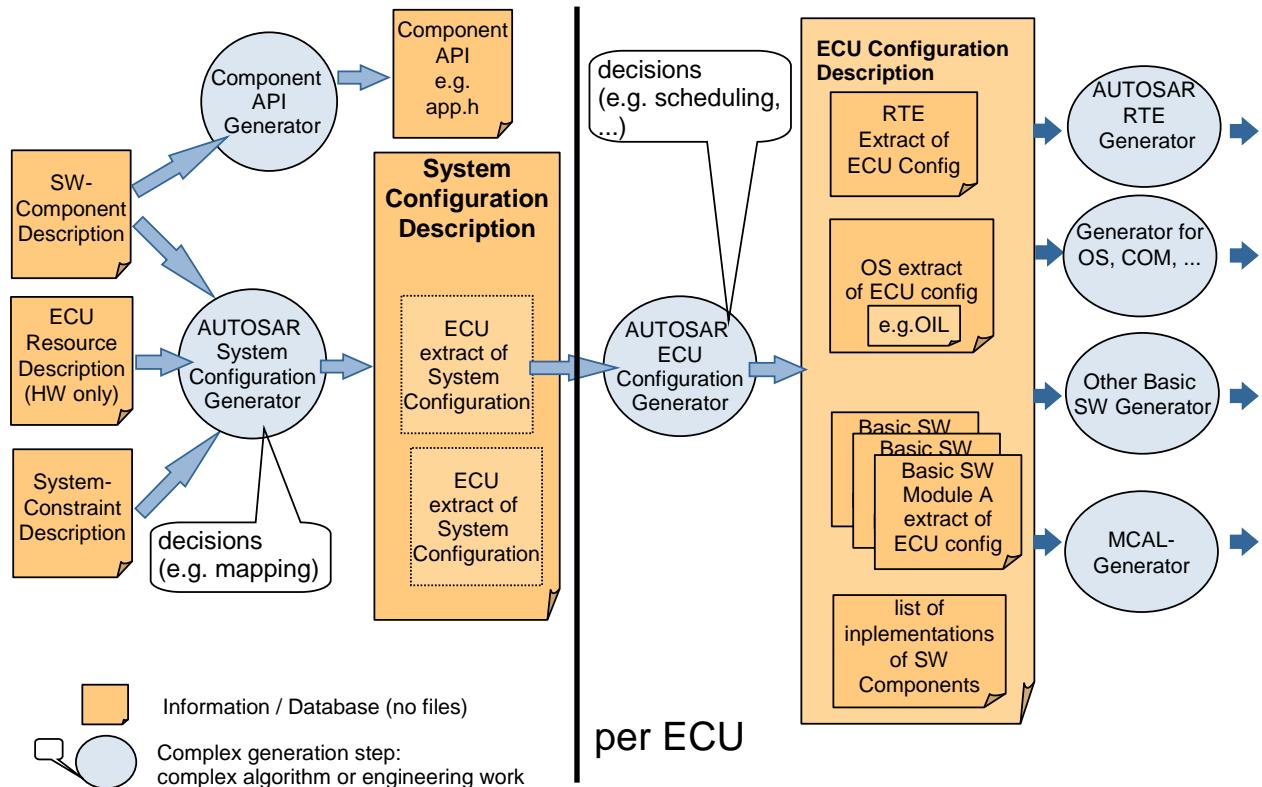 Component
API
Generator
Component
API
e.g.
app.h
SW-
Component
Description
ECU
Resource
Description
(HW only)
System-
Constraint
Description
AUTOSAR
System
Configuration
Generator
decisions
(e.g. mapping)
System
Configuration
Description
ECU
extract of
System
Configuration
ECU
extract of
System
Configuration
decisions
(e.g. scheduling,
...)
AUTOSAR
ECU
Configuration
Generator
ECU Configuration
Description
RTE
Extract of
ECU Config
OS extract
of ECU config
e.g.OIL
Basic SW
Basic SW
Basic SW
Module A
extract of
ECU config
list of
inplementations
of SW
Components
AUTOSAR
RTE
Generator
Generator for
OS, COM, ...
Other Basic
SW Generator
MCAL-
Generator
Information / Database (no files)
Complex generation step:
complex algorithm or engineering work
per ECU